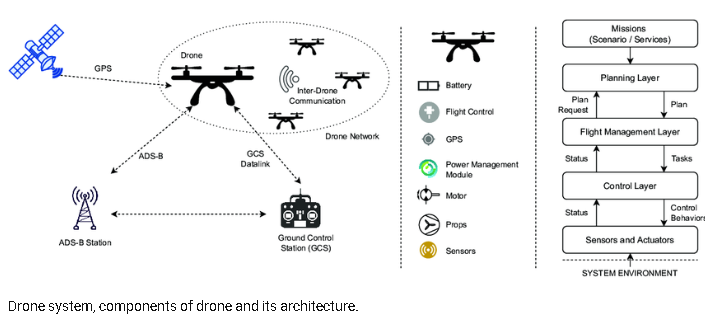 GPS
Drone
Inter-Drone
Communication
Drone Network
ADS-B
GCS
Datalink
ADS-B Station
Ground Control
Station (GCS)
Battery
Flight Control
GPS
Power Management
Module
Motor
Props
Sensors
Missions
(Scenario / Services)
Planning Layer
Plan
Request
Plan
Flight Management Layer
Status
Tasks
Control Layer
Status
Control
Behaviors
Sensors and Actuators
SYSTEM ENVIRONMENT
Drone system, components of drone and its architecture.